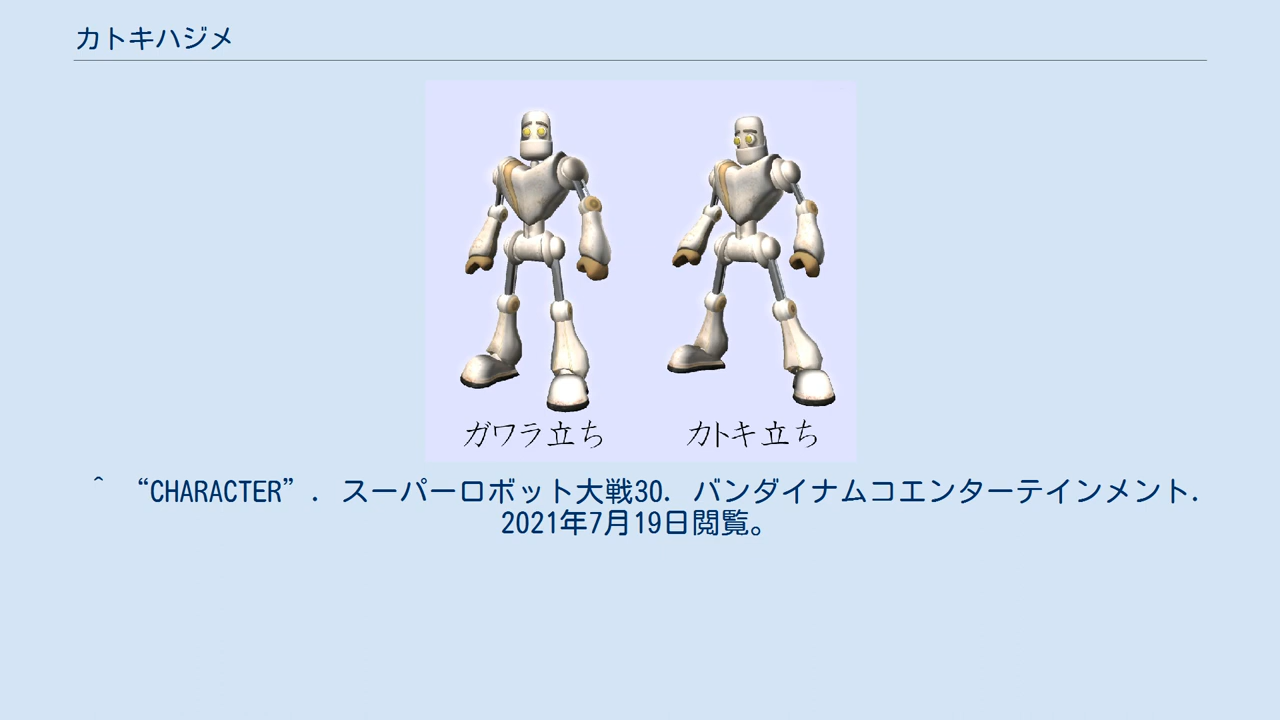 カトキハジメ
ガワラ立ち カトキ立ち
^ “CHARACTER”. スーパーロボット大戦30. バンダイナムコエンターテインメント.
2021年7月19日閲覧。